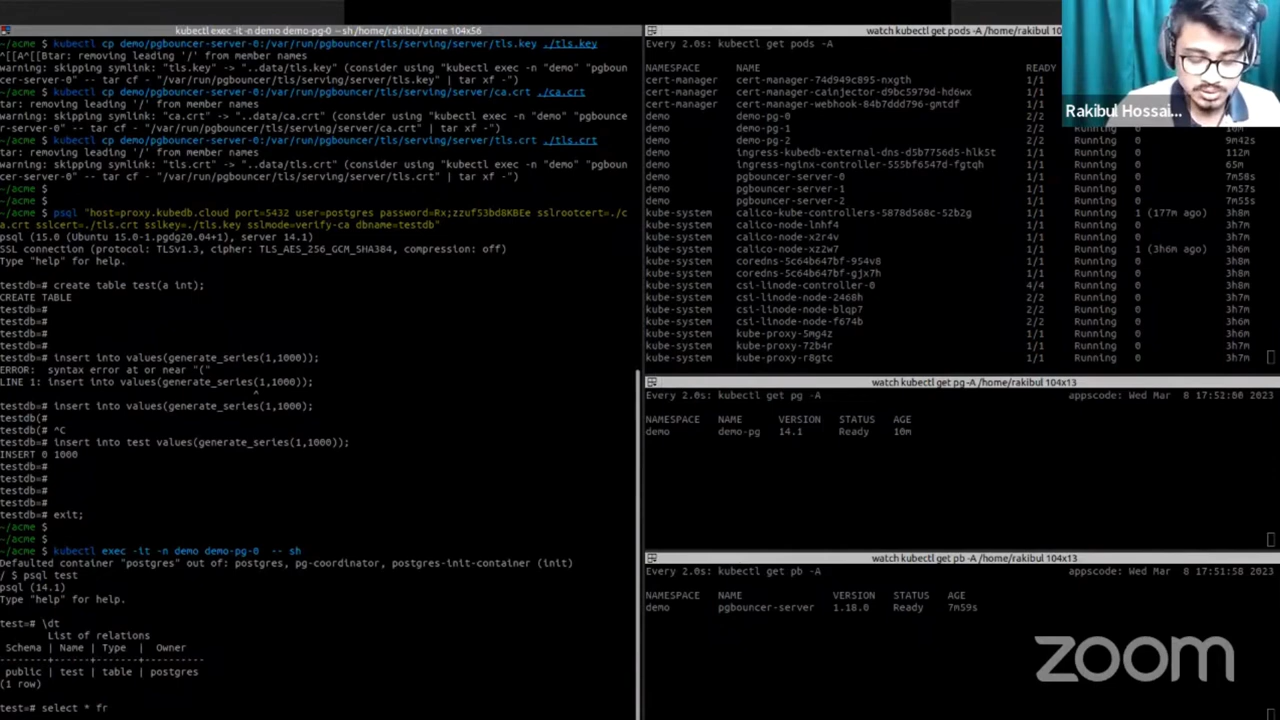 kubectl exec -it -n demo demo-pg-0 -- sh /home/rakibul/acme 104x56
~/acme $ kubectl cp demo/pgbouncer-server-0:/var/run/pgbouncer/tls/serving/server/tls.key ./tls.key
^[[A^[[Btar: removing leading '/' from member names
warning: skipping symlink: "tls.key" -> "..data/tls.key" (consider using "kubectl exec -n "demo" "pgboun
cer-server-0" -- tar cf - "/var/run/pgbouncer/tls/serving/server/tls.key" | tar xf -")
~/acme $ kubectl cp demo/pgbouncer-server-0:/var/run/pgbouncer/tls/serving/server/ca.crt ./ca.crt
tar: removing leading '/' from member names
warning: skipping symlink: "ca.crt" -> "..data/ca.crt" (consider using "kubectl exec -n "demo" "pgbounce
r-server-0" -- tar cf - "/var/run/pgbouncer/tls/serving/server/ca.crt" | tar xf -")
~/acme $ kubectl cp demo/pgbouncer-server-0:/var/run/pgbouncer/tls/serving/server/tls.crt ./tls.crt
tar: removing leading '/' from member names
warning: skipping symlink: "tls.crt" -> "..data/tls.crt" (consider using "kubectl exec -n "demo" "pgboun
cer-server-0" -- tar cf - "/var/run/pgbouncer/tls/serving/server/tls.crt" | tar xf -")
~/acme $
~/acme $
~/acme $ psql "host=proxy.kubedb.cloud port=5432 user=postgres password=Rx;zzuf53bd8KBEe sslrootcert=./c
a.crt sslcert=./tls.crt sslkey=./tls.key sslmode=verify-ca dbname=testdb"
psql (15.0 (Ubuntu 15.0-1.pgdg20.04+1), server 14.1)
SSL connection (protocol: TLSv1.3, cipher: TLS_AES_256_GCM_SHA384, compression: off)
Type "help" for help.
testdb=# create table test(a int);
CREATE TABLE
testdb=#
testdb=#
testdb=#
testdb=#
testdb=# insert into values(generate_series(1,1000));
ERROR:  syntax error at or near "("
LINE 1: insert into values(generate_series(1,1000));
^
testdb=# insert into values(generate_series(1,1000);
testdb(#
testdb(# ^C
testdb=# insert into test values(generate_series(1,1000));
INSERT 0 1000
testdb=#
testdb=#
testdb=#
testdb=#
testdb=# exit;
~/acme $
~/acme $
~/acme $ kubectl exec -it -n demo demo-pg-0  -- sh
Defaulted container "postgres" out of: postgres, pg-coordinator, postgres-init-container (init)
/ $ psql test
psql (14.1)
Type "help" for help.
test=# \dt
List of relations
Schema | Name | Type  | Owner
--------+------+-------+----------
public | test | table | postgres
(1 row)
test=# select * fr
watch kubectl get pods -A /home/rakibul 10
Every 2.0s: kubectl get pods -A
NAMESPACE NAME READY
cert-manager cert-manager-74d949c895-nxgth 1/1
cert-manager cert-manager-cainjector-d9bc5979d-hd6wx 1/1
cert-manager cert-manager-webhook-84b7ddd796-gmtdf 1/1
demo demo-pg-0 2/2
demo demo-pg-1 2/2 Running 0 10m
demo demo-pg-2 2/2 Running 0 9m42s
demo ingress-kubedb-external-dns-d5b7756d5-hlk5t 1/1 Running 0 112m
demo ingress-nginx-controller-555bf6547d-fgtqh 1/1 Running 0 65m
demo pgbouncer-server-0 1/1 Running 0 7m58s
demo pgbouncer-server-1 1/1 Running 0 7m57s
demo pgbouncer-server-2 1/1 Running 0 7m55s
kube-system calico-kube-controllers-5878d568c-52b2g 1/1 Running 1 (177m ago) 3h8m
kube-system calico-node-lnhf4 1/1 Running 0 3h7m
kube-system calico-node-x2r4v 1/1 Running 0 3h7m
kube-system calico-node-xz2w7 1/1 Running 1 (3h6m ago) 3h7m
kube-system coredns-5c64b647bf-954v8 1/1 Running 0 3h8m
kube-system coredns-5c64b647bf-gjx7h 1/1 Running 0 3h8m
kube-system csi-linode-controller-0 4/4 Running 0 3h8m
kube-system csi-linode-node-2468h 2/2 Running 0 3h7m
kube-system csi-linode-node-blqp7 2/2 Running 0 3h7m
kube-system csi-linode-node-f674b 2/2 Running 0 3h6m
kube-system kube-proxy-5mg4z 1/1 Running 0 3h6m
kube-system kube-proxy-72b4r 1/1 Running 0 3h7m
kube-system kube-proxy-r8gtc 1/1 Running 0 3h7m
Rakibul Hossai...
watch kubectl get pg -A /home/rakibul 104x13
Every 2.0s: kubectl get pg -A appscode: Wed Mar  8 17:52:00 2023
NAMESPACE NAME VERSION STATUS AGE
demo demo-pg 14.1 Ready 10m
watch kubectl get pb -A /home/rakibul 104x13
Every 2.0s: kubectl get pb -A appscode: Wed Mar  8 17:51:58 2023
NAMESPACE NAME VERSION STATUS AGE
demo pgbouncer-server 1.18.0 Ready 7m59s
zoom